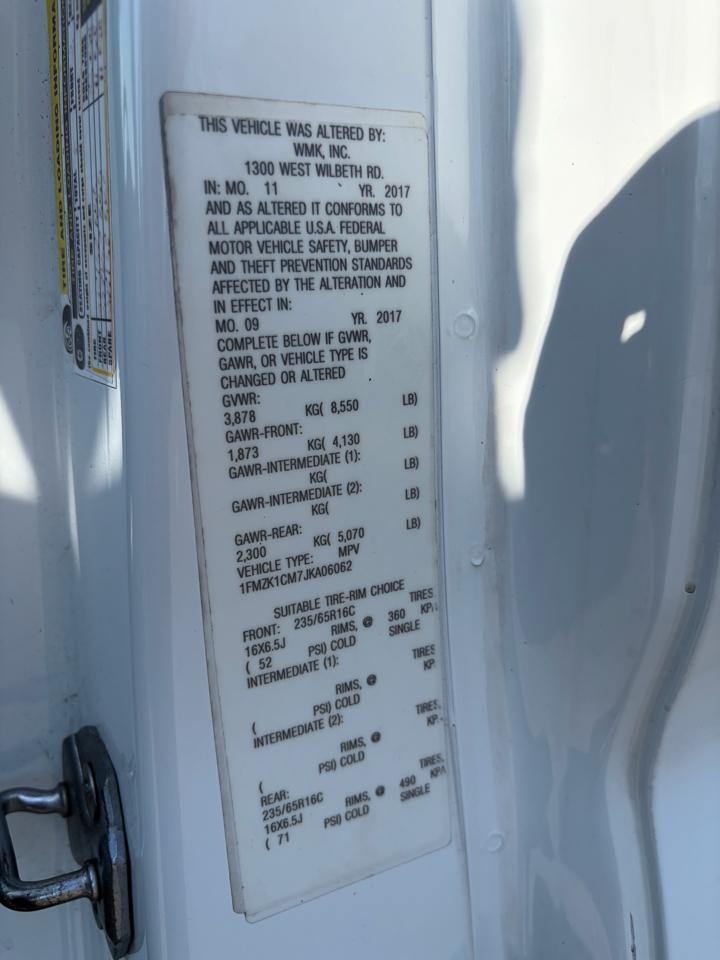 THIS VEHICLE WAS ALTERED BY:
WMK, INC.
1300 WEST WILBETH RD.
IN: MO. 11 YR. 2017
AND AS ALTERED IT CONFORMS TO
ALL APPLICABLE U.S.A. FEDERAL
MOTOR VEHICLE SAFETY, BUMPER
AND THEFT PREVENTION STANDARDS
AFFECTED BY THE ALTERATION AND
IN EFFECT IN:
MO. 09 YR. 2017
COMPLETE BELOW IF GVWR,
GAWR, OR VEHICLE TYPE IS
CHANGED OR ALTERED
GVWR:
3,878 KG( 8,550 LB)
GAWR-FRONT:
1,873 KG( 4,130 LB)
GAWR-INTERMEDIATE (1):
KG( LB)
GAWR-INTERMEDIATE (2):
KG( LB)
GAWR-REAR:
2,300 KG( 5,070 LB)
VEHICLE TYPE: MPV
1FMZK1CM7JKA06062
SUITABLE TIRE-RIM CHOICE
FRONT: 235/65R16C TIRES
16X6.5J RIMS, @ 360 KPA
( 52 PSI) COLD SINGLE
INTERMEDIATE (1): TIRES
RIMS, @ KP
( PSI) COLD
INTERMEDIATE (2): TIRES,
RIMS, @ KP
( PSI) COLD
REAR:
235/65R16C TIRES,
16X6.5J RIMS, @ 490 KPA
( 71 PSI) COLD SINGLE
TIRE AND LOADING INFORMA